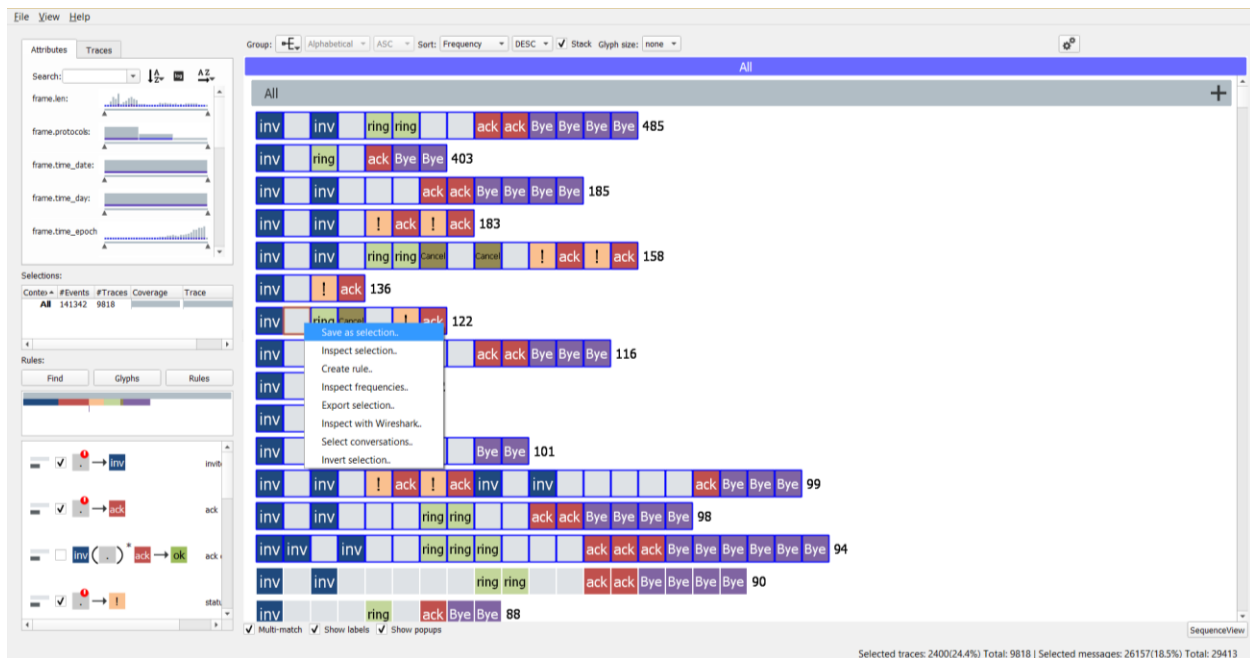 File View Help
Attributes Traces
Group: Alphabetical ASC Sort: Frequency DESC Stack Glyph size: none
Search:
frame.len:
frame.protocols:
frame.time_date:
frame.time_day:
frame.time_epoch
Selections:
#Events #Traces Coverage Trace
All 141342 9818
Rules:
Find Glyphs Rules
. → inv
. → ack ack
inv ( . ) * ack → ok
. → !
All
All +
inv inv ring ring ack ack Bye Bye Bye Bye 485
inv ring ack Bye Bye 403
inv inv ack ack Bye Bye Bye Bye 185
inv inv ! ack ! ack 183
inv inv ring ring Cancel Cancel ! ack ! ack 158
inv ! ack 136
inv ring Cancel ! ack 122
Save as selection..
Inspect selection..
Create rule..
Inspect frequencies..
Export selection..
Inspect with Wireshark..
Select conversations..
Invert selection..
inv ack ack Bye Bye Bye 116
inv
inv
inv Bye Bye 101
inv inv ! ack ! ack inv inv ack Bye Bye Bye 99
inv inv ring ring ack ack Bye Bye Bye Bye 98
inv inv inv ring ring ring ack ack ack Bye Bye Bye Bye Bye Bye 94
inv inv ring ring ack ack Bye Bye Bye Bye 90
inv ring ack Bye Bye 88
Multi-match Show labels Show popups
SequenceView
Selected traces: 2400(24.4%) Total: 9818 | Selected messages: 26157(18.5%) Total: 29413